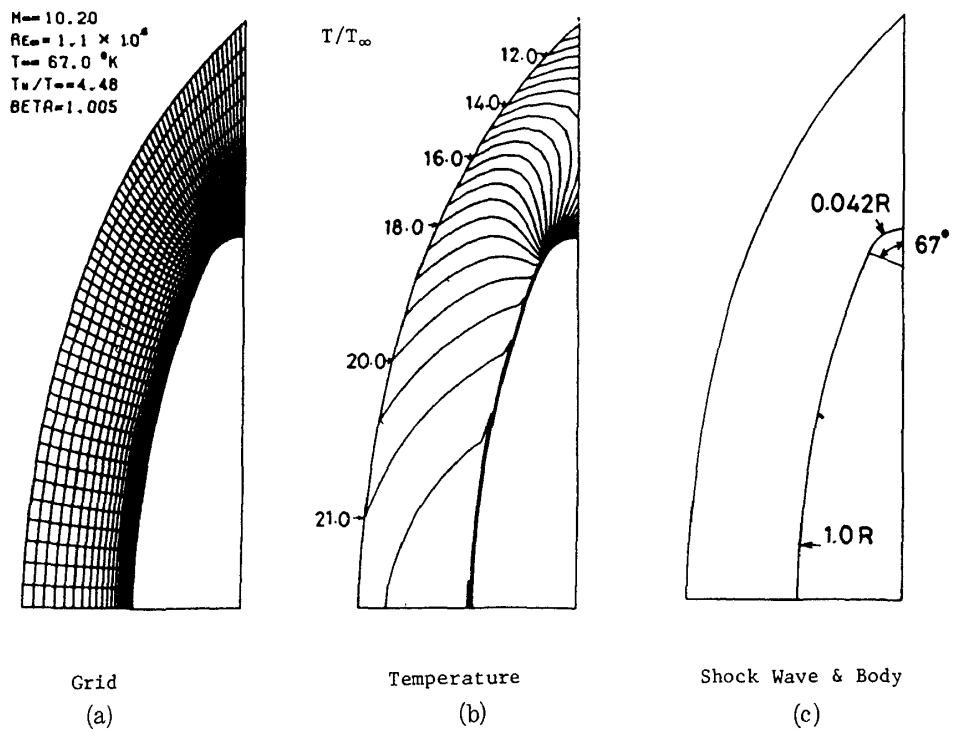 M∞=10.20
RE∞=1.1 × 10⁴
T∞= 67.0 °K
Tw/T∞=4.48
BETA=1.005
T/T∞
12.0
14.0
16.0
18.0
20.0
21.0
0.042R
67°
1.0R
Grid
Temperature
Shock Wave & Body
(a)
(b)
(c)